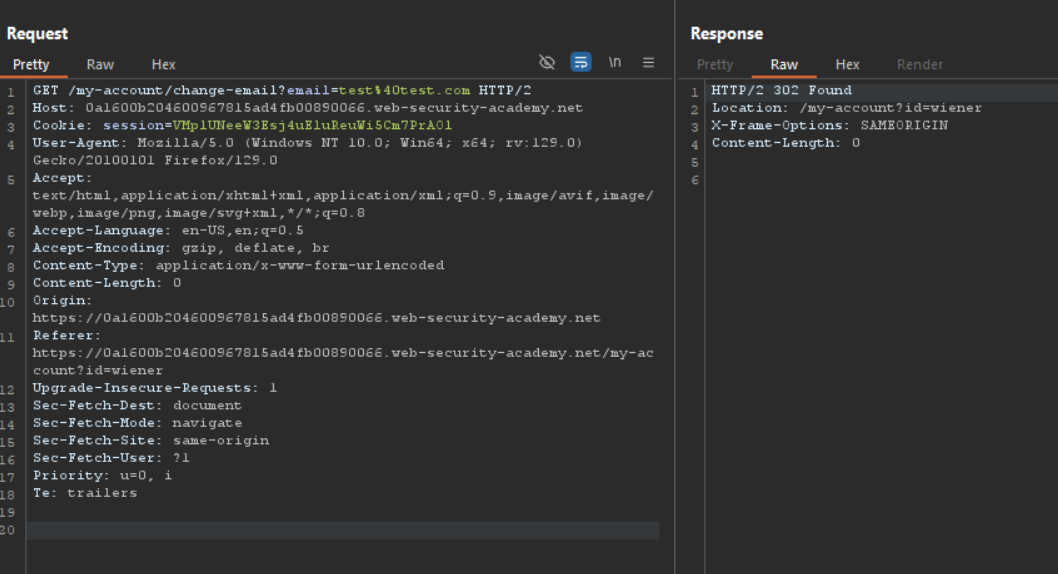 Request
Pretty Raw Hex
\n
1 GET /my-account/change-email?email=test%40test.com HTTP/2
2 Host: 0a1600b204600967815ad4fb00890066.web-security-academy.net
3 Cookie: session=VMplUNeeW3Esj4uEluReuWi5Cm7PrAOl
4 User-Agent: Mozilla/5.0 (Windows NT 10.0; Win64; x64; rv:129.0)
Gecko/20100101 Firefox/129.0
5 Accept:
text/html,application/xhtml+xml,application/xml;q=0.9,image/avif,image/
webp,image/png,image/svg+xml,*/*;q=0.8
6 Accept-Language: en-US,en;q=0.5
7 Accept-Encoding: gzip, deflate, br
8 Content-Type: application/x-www-form-urlencoded
9 Content-Length: 0
10 Origin:
https://0a1600b204600967815ad4fb00890066.web-security-academy.net
11 Referer:
https://0a1600b204600967815ad4fb00890066.web-security-academy.net/my-ac
count?id=wiener
12 Upgrade-Insecure-Requests: 1
13 Sec-Fetch-Dest: document
14 Sec-Fetch-Mode: navigate
15 Sec-Fetch-Site: same-origin
16 Sec-Fetch-User: ?1
17 Priority: u=0, i
18 Te: trailers
19
20
Response
Pretty Raw Hex Render
1 HTTP/2 302 Found
2 Location: /my-account?id=wiener
3 X-Frame-Options: SAMEORIGIN
4 Content-Length: 0
5
6